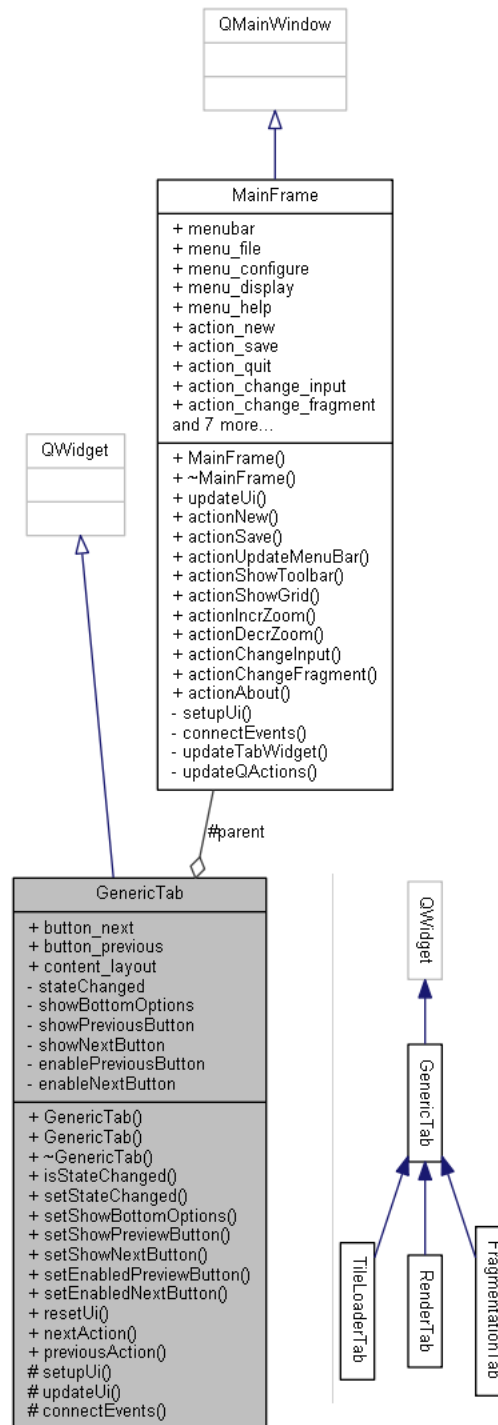 QMainWindow
MainFrame
+ menubar
+ menu_file
+ menu_configure
+ menu_display
+ menu_help
+ action_new
+ action_save
+ action_quit
+ action_change_input
+ action_change_fragment
and 7 more...
+ MainFrame()
+ ~MainFrame()
+ updateUi()
+ actionNew()
+ actionSave()
+ actionUpdateMenuBar()
+ actionShowToolbar()
+ actionShowGrid()
+ actionIncrZoom()
+ actionDecrZoom()
+ actionChangeInput()
+ actionChangeFragment()
+ actionAbout()
- setupUi()
- connectEvents()
- updateTabWidget()
- updateQActions()
QWidget
#parent
GenericTab
+ button_next
+ button_previous
+ content_layout
- stateChanged
- showBottomOptions
- showPreviousButton
- showNextButton
- enablePreviousButton
- enableNextButton
+ GenericTab()
+ GenericTab()
+ ~GenericTab()
+ isStateChanged()
+ setStateChanged()
+ setShowBottomOptions()
+ setShowPreviewButton()
+ setShowNextButton()
+ setEnabledPreviewButton()
+ setEnabledNextButton()
+ resetUi()
+ nextAction()
+ previousAction()
# setupUi()
# updateUi()
# connectEvents()
QWidget
GenericTab
TileLoaderTab
RenderTab
FragmentationTab